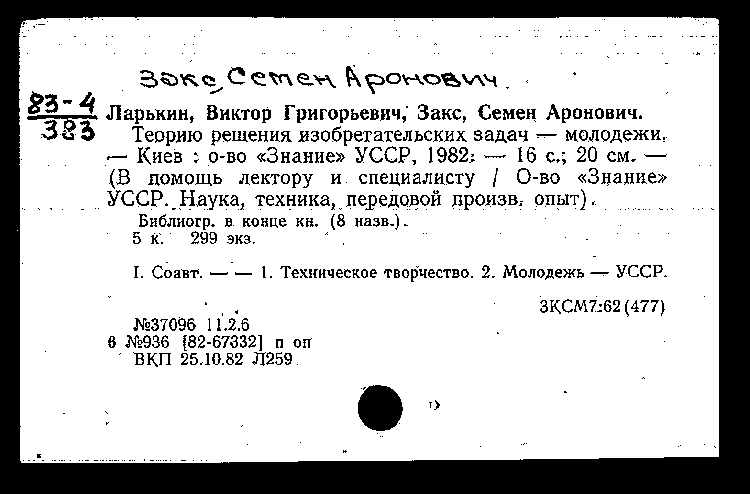 Закс, Семен Аронович
83-4
383
Ларькин, Виктор Григорьевич, Закс, Семен Аронович.
Теорию решения изобретательских задач — молодежи.
— Киев : о-во «Знание» УССР, 1982. — 16 с.; 20 см. —
(В помощь лектору и специалисту / О-во «Знание»
УССР. Наука, техника, передовой произв. опыт).
Библиогр. в конце кн. (8 назв.).
5 к. 299 экз.
I. Соавт. — — 1. Техническое творчество. 2. Молодежь — УССР.
3КСМ7:62(477)
№37096 11.2.6
в №936 [82-67332] п оп
ВКП 25.10.82 Л259